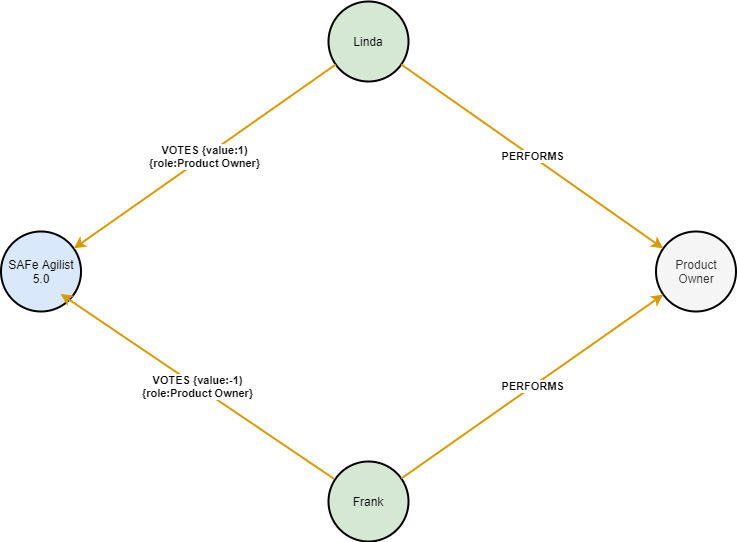 Linda
VOTES {value:1)
{role:Product Owner}
PERFORMS
SAFe Agilist
5.0
Product
Owner
VOTES {value:-1)
{role:Product Owner}
PERFORMS
Frank